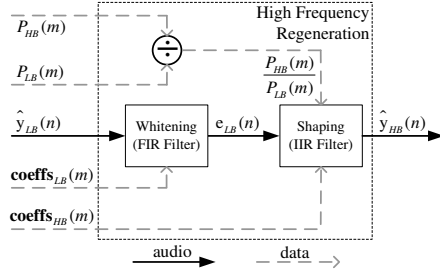 High Frequency
Regeneration
P_HB(m)
÷
P_LB(m)
P_HB(m)
P_LB(m)
ŷ_LB(n)
Whitening
(FIR Filter)
e_LB(n)
Shaping
(IIR Filter)
ŷ_HB(n)
coeffs_LB(m)
coeffs_HB(m)
audio
data